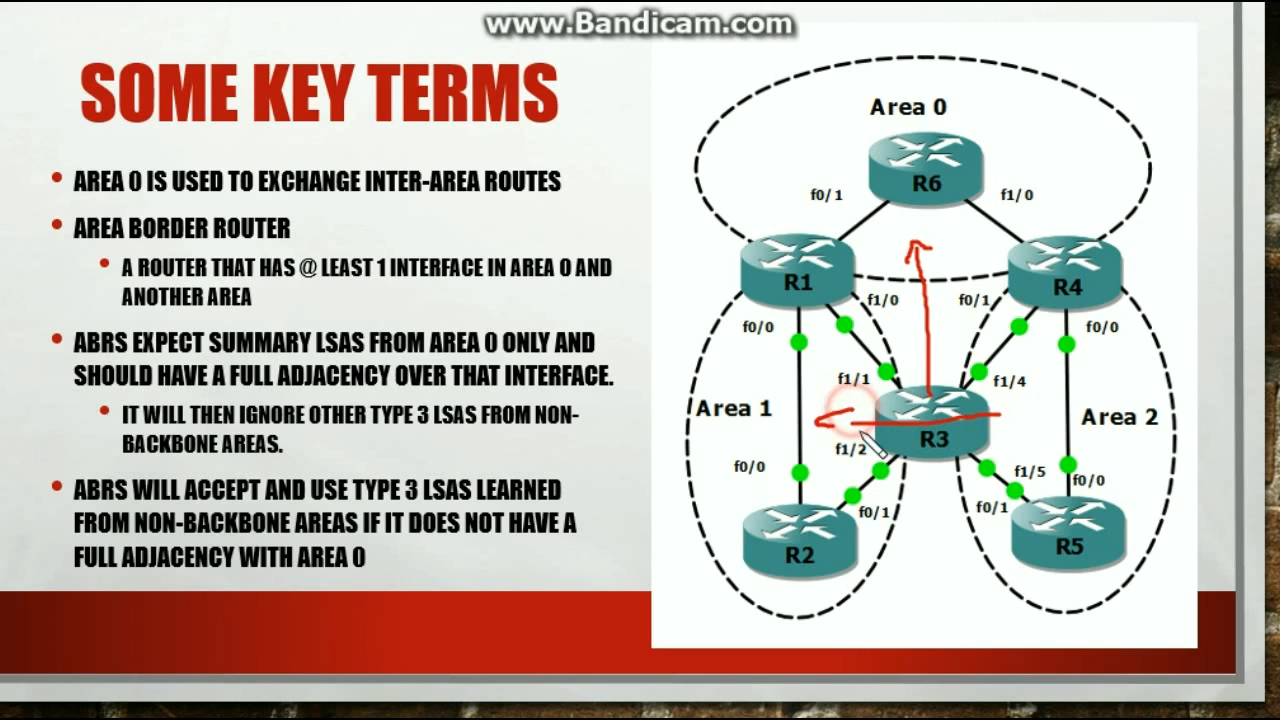 www.Bandicam.com
SOME KEY TERMS
• AREA 0 IS USED TO EXCHANGE INTER-AREA ROUTES
• AREA BORDER ROUTER
• A ROUTER THAT HAS @ LEAST 1 INTERFACE IN AREA 0 AND
ANOTHER AREA
• ABRS EXPECT SUMMARY LSAS FROM AREA 0 ONLY AND
SHOULD HAVE A FULL ADJACENCY OVER THAT INTERFACE.
• IT WILL THEN IGNORE OTHER TYPE 3 LSAS FROM NON-
BACKBONE AREAS.
• ABRS WILL ACCEPT AND USE TYPE 3 LSAS LEARNED
FROM NON-BACKBONE AREAS IF IT DOES NOT HAVE A
FULL ADJACENCY WITH AREA 0
Area 0
R6
f0/1
f1/0
R1
R4
f1/0
f0/1
f0/0
f0/0
f1/1
f1/4
Area 1
Area 2
R3
f1/2
f0/0
f1/5
f0/0
f0/1
f0/1
R2
R5